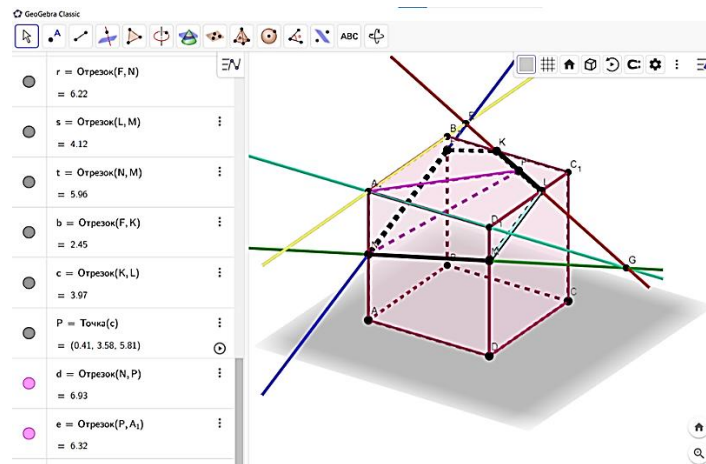 GeoGebra Classic
ABC
r = Отрезок(F, N)
= 6.22
s = Отрезок(L, M)
= 4.12
t = Отрезок(N, M)
= 5.96
b = Отрезок(F, K)
= 2.45
c = Отрезок(K, L)
= 3.97
P = Точка(c)
= (0.41, 3.58, 5.81)
d = Отрезок(N, P)
= 6.93
e = Отрезок(P, A₁)
= 6.32
K
C₁
P
L
G
A
B
C
D